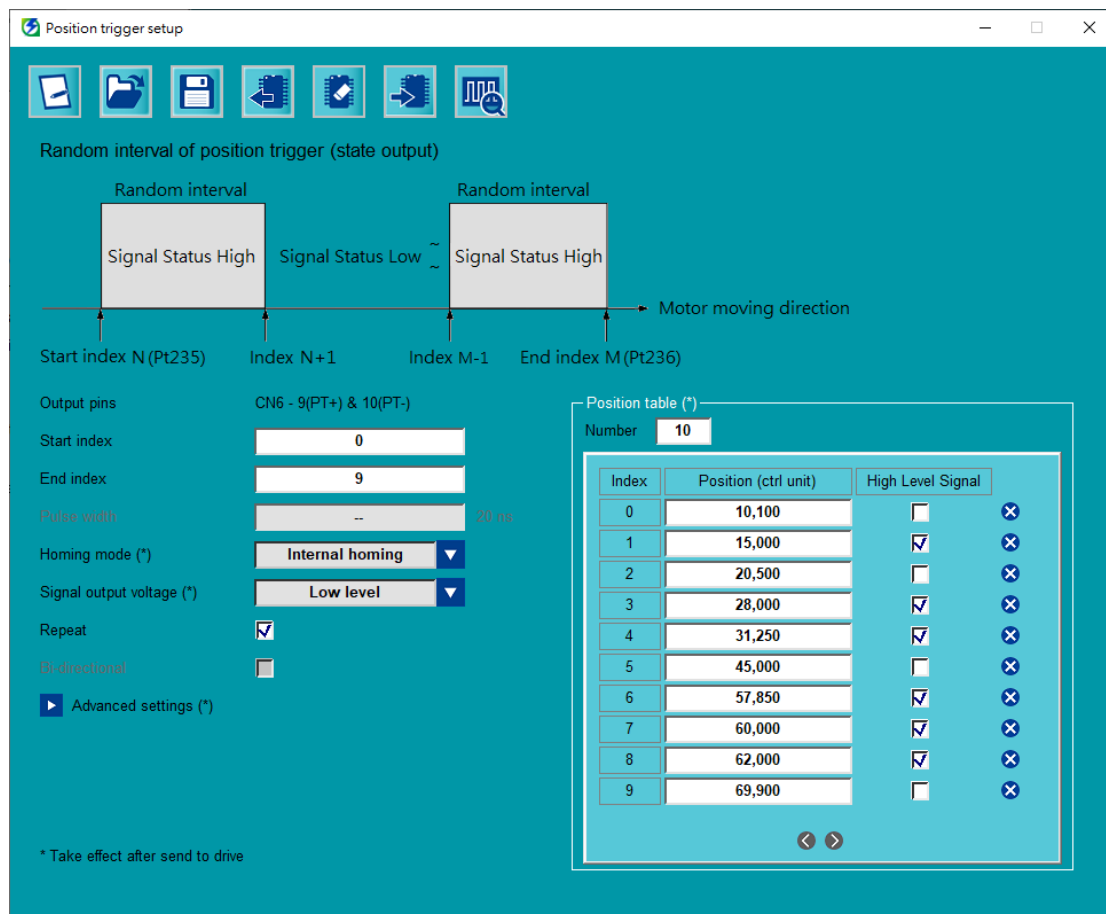 Position trigger setup
Random interval of position trigger (state output)
Random interval
Random interval
Signal Status High
Signal Status Low
~
~
Signal Status High
Motor moving direction
Start index N (Pt235)
Index N+1
Index M-1
End index M (Pt236)
Output pins CN6 - 9(PT+) & 10(PT-)
Start index 0
End index 9
Pulse width -- 20 ns
Homing mode (*) Internal homing
Signal output voltage (*) Low level
Repeat
Bi-directional
Advanced settings (*)
* Take effect after send to drive
Position table (*)
Number 10
Index Position (ctrl unit) High Level Signal
0 10,100
1 15,000
2 20,500
3 28,000
4 31,250
5 45,000
6 57,850
7 60,000
8 62,000
9 69,900